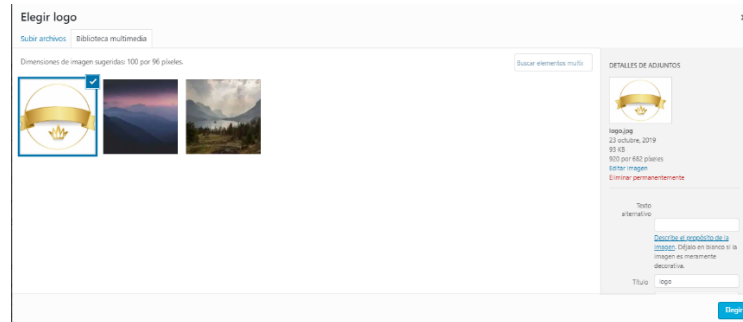 Elegir logo
Subir archivos
Biblioteca multimedia
Dimensiones de imagen sugeridas: 100 por 96 píxeles.
Buscar elementos multi
DETALLES DE ADJUNTOS
logo.jpg
23 octubre, 2019
93 KB
920 por 682 píxeles
Editar imagen
Eliminar permanentemente
Texto
alternativo
Describe el propósito de la
imagen. Déjalo en blanco si la
imagen es meramente
decorativa.
Título
logo
Elegir